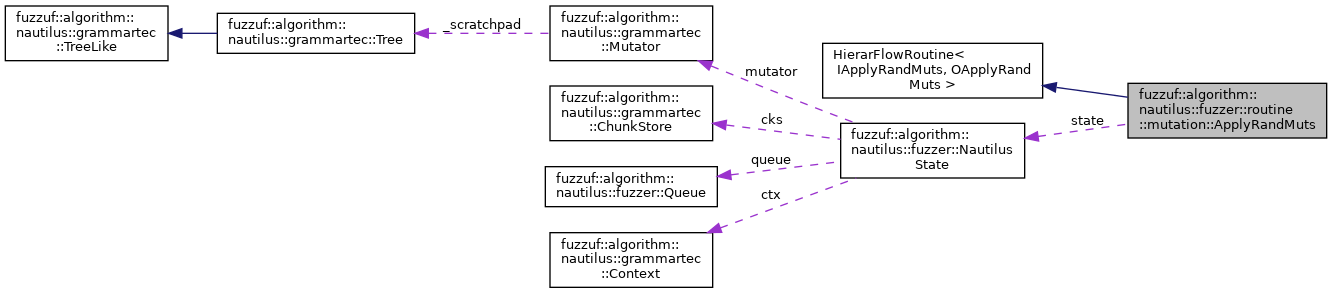 fuzzuf::algorithm::
nautilus::grammartec
::TreeLike
fuzzuf::algorithm::
nautilus::grammartec::Tree
_scratchpad
fuzzuf::algorithm::
nautilus::grammartec
::Mutator
mutator
fuzzuf::algorithm::
nautilus::grammartec
::ChunkStore
cks
fuzzuf::algorithm::
nautilus::fuzzer::Queue
queue
fuzzuf::algorithm::
nautilus::grammartec
::Context
ctx
HierarFlowRoutine<
IApplyRandMuts, OApplyRand
Muts >
fuzzuf::algorithm::
nautilus::fuzzer::Nautilus
State
state
fuzzuf::algorithm::
nautilus::fuzzer::routine
::mutation::ApplyRandMuts